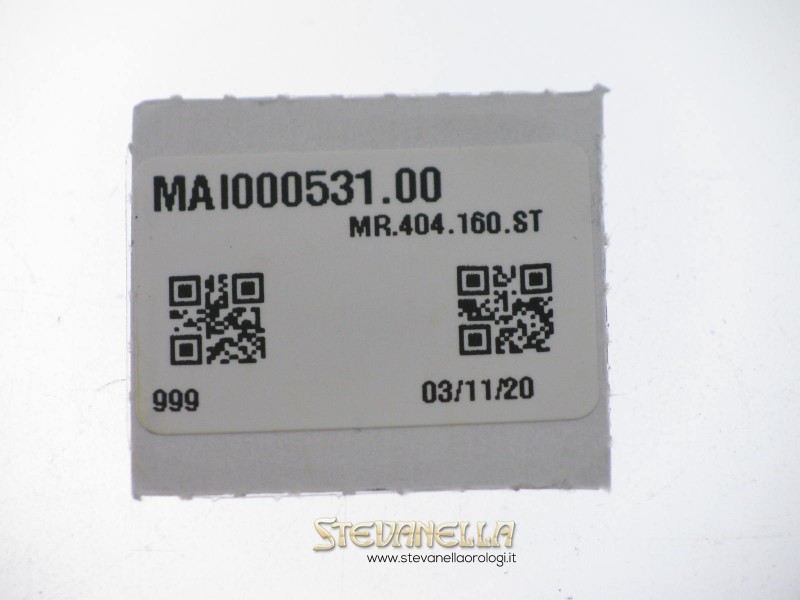 MAI000531.00
MR.404.160.ST
999
03/11/20
STEVANELLA
www.stevanellaorologi.it